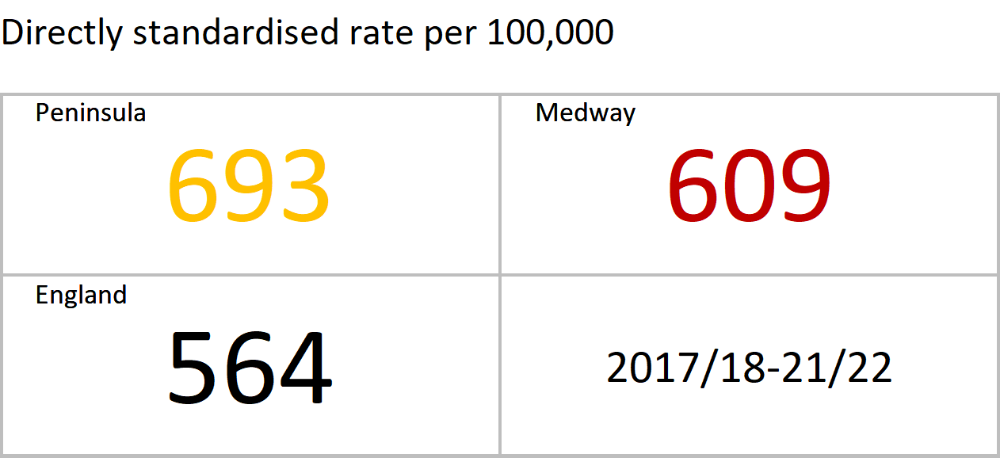 Directly standardised rate per 100,000
Peninsula
693
Medway
609
England
564
2017/18-21/22